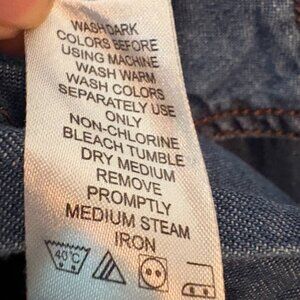 WASH DARK
COLORS BEFORE
USING MACHINE
WASH WARM
WASH COLORS
SEPARATELY USE
ONLY
NON-CHLORINE
BLEACH TUMBLE
DRY MEDIUM
REMOVE
PROMPTLY
MEDIUM STEAM
IRON
40°C